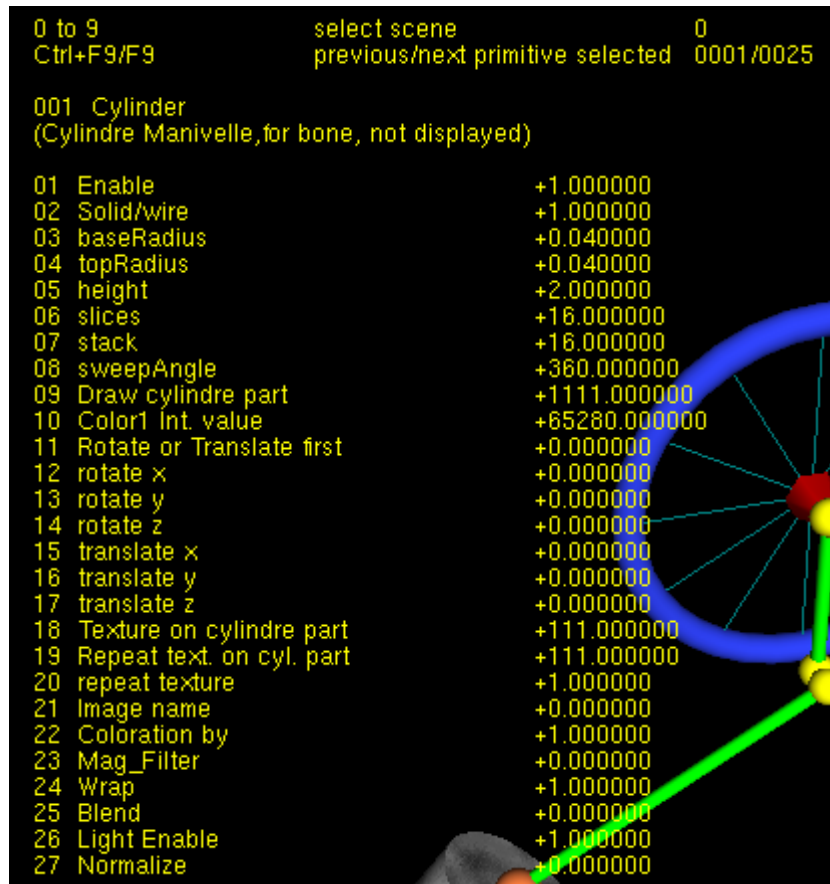 0 to 9 select scene 0
Ctrl+F9/F9 previous/next primitive selected 0001/0025
001 Cylinder
(Cylindre Manivelle,for bone, not displayed)
01 Enable +1.000000
02 Solid/wire +1.000000
03 baseRadius +0.040000
04 topRadius +0.040000
05 height +2.000000
06 slices +16.000000
07 stack +16.000000
08 sweepAngle +360.000000
09 Draw cylindre part +1111.000000
10 Color1 Int. value +65280.000000
11 Rotate or Translate first +0.000000
12 rotate x +0.000000
13 rotate y +0.000000
14 rotate z +0.000000
15 translate x +0.000000
16 translate y +0.000000
17 translate z +0.000000
18 Texture on cylindre part +111.000000
19 Repeat text. on cyl. part +111.000000
20 repeat texture +1.000000
21 Image name +0.000000
22 Coloration by +1.000000
23 Mag_Filter +0.000000
24 Wrap +1.000000
25 Blend +0.000000
26 Light Enable +1.000000
27 Normalize +0.000000